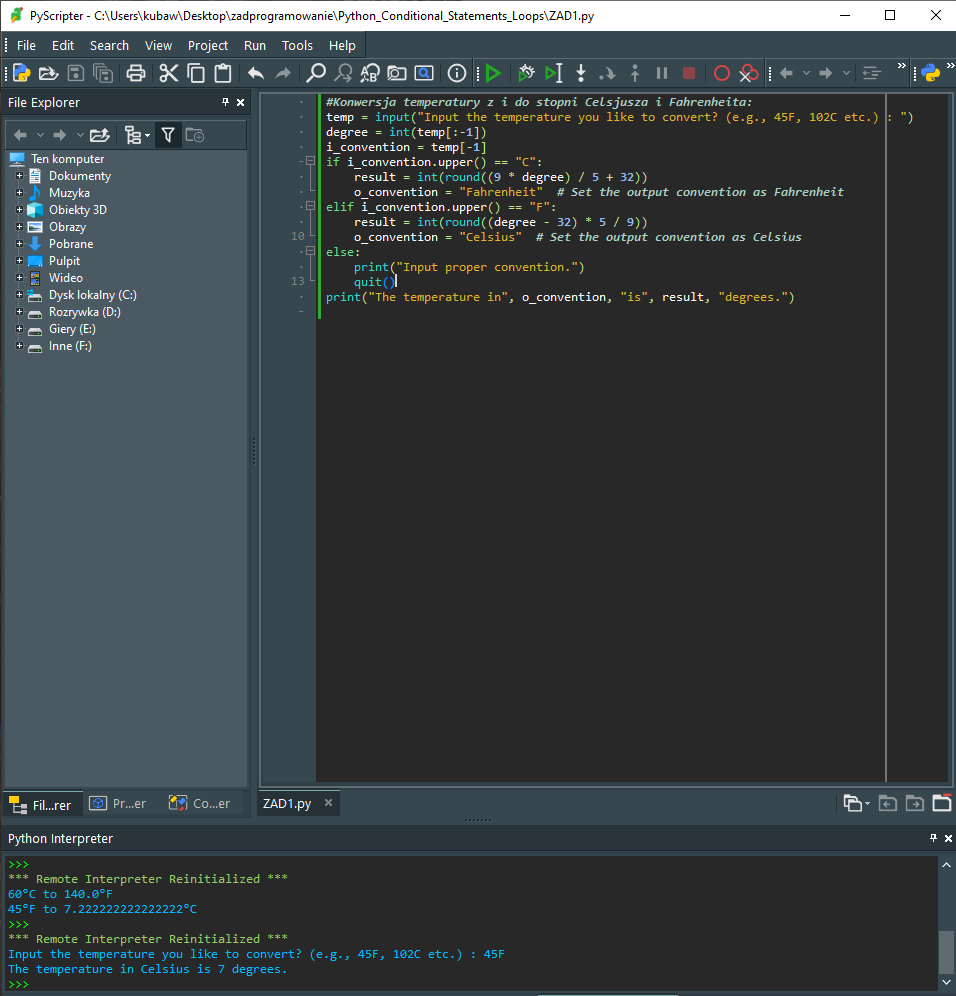 PyScripter - C:\Users\kubaw\Desktop\zadprogramowanie\Python_Conditional_Statements_Loops\ZAD1.py
File Edit Search View Project Run Tools Help
File Explorer
Ten komputer
Dokumenty
Muzyka
Obiekty 3D
Obrazy
Pobrane
Pulpit
Wideo
Dysk lokalny (C:)
Rozrywka (D:)
Giery (E:)
Inne (F:)
Fil...rer Pr...er Co...er
#Konwersja temperatury z i do stopni Celsjusza i Fahrenheita:
temp = input("Input the temperature you like to convert? (e.g., 45F, 102C etc.) : ")
degree = int(temp[:-1])
i_convention = temp[-1]
if i_convention.upper() == "C":
    result = int(round((9 * degree) / 5 + 32))
    o_convention = "Fahrenheit"  # Set the output convention as Fahrenheit
elif i_convention.upper() == "F":
    result = int(round((degree - 32) * 5 / 9))
10     o_convention = "Celsius"  # Set the output convention as Celsius
else:
    print("Input proper convention.")
13     quit()
print("The temperature in", o_convention, "is", result, "degrees.")
ZAD1.py
Python Interpreter
>>>
*** Remote Interpreter Reinitialized ***
60°C to 140.0°F
45°F to 7.222222222222222°C
>>>
*** Remote Interpreter Reinitialized ***
Input the temperature you like to convert? (e.g., 45F, 102C etc.) : 45F
The temperature in Celsius is 7 degrees.
>>>